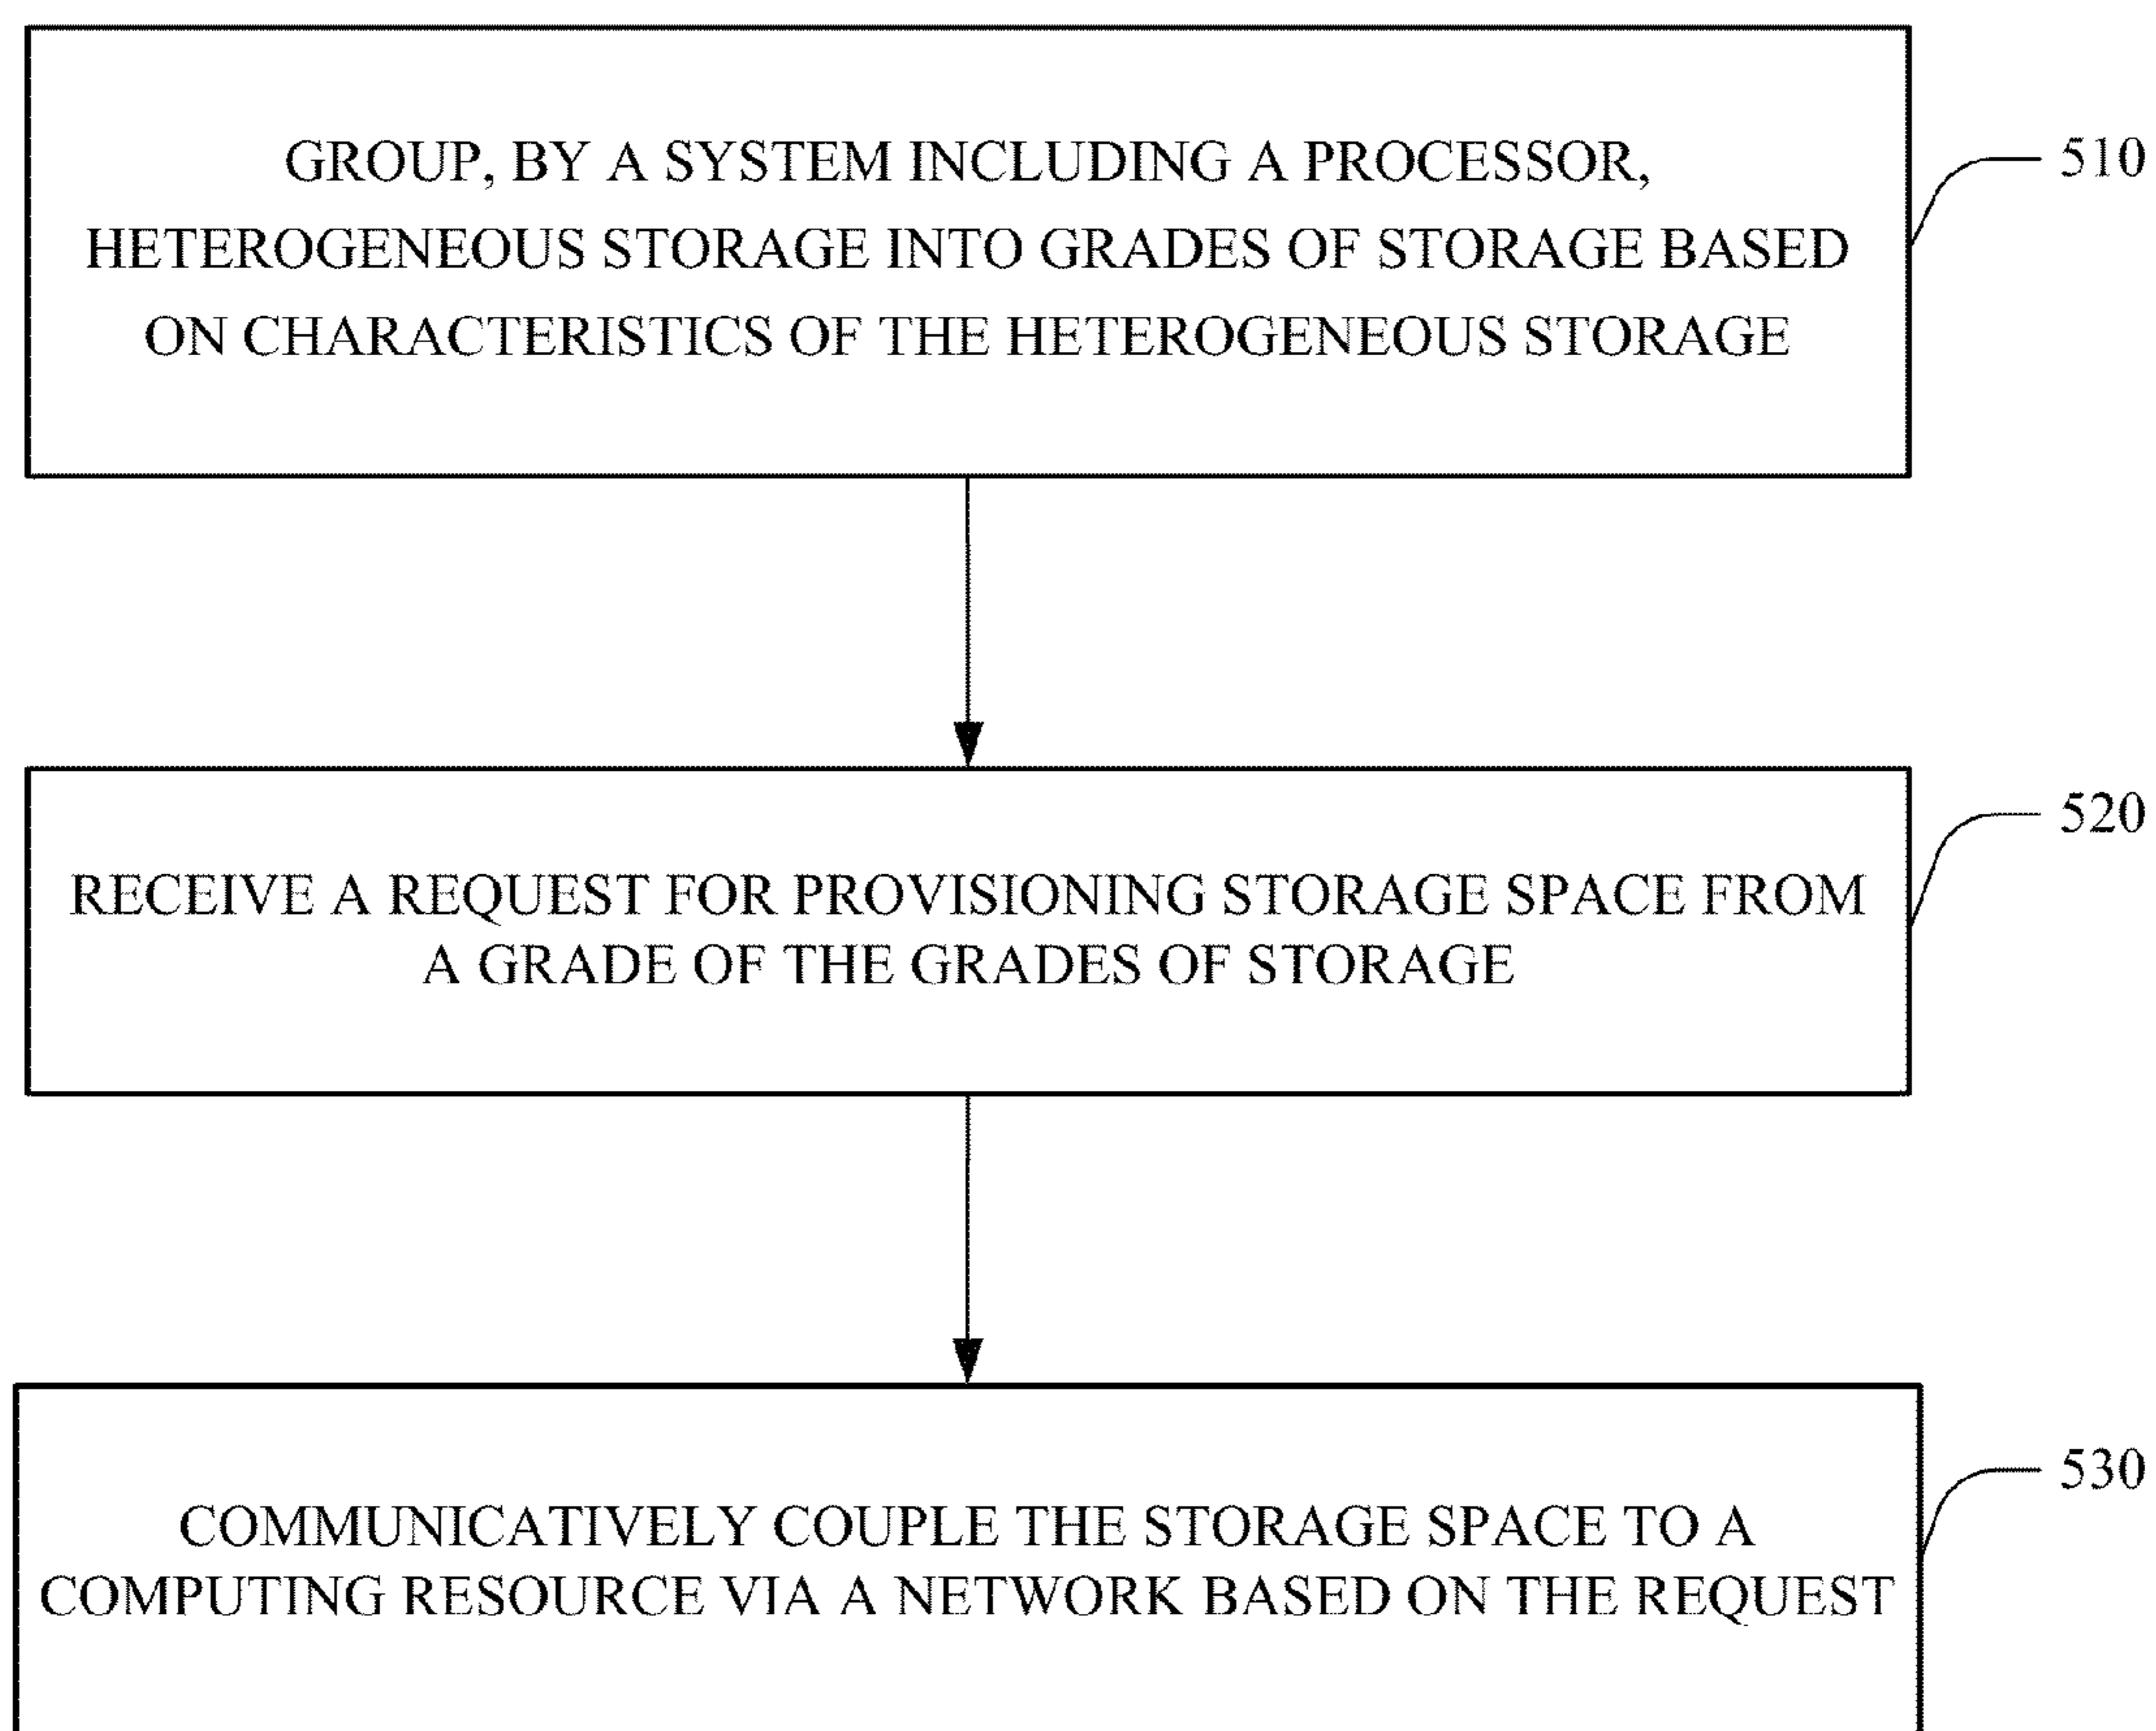 GROUP, BY A SYSTEM INCLUDING A PROCESSOR,
HETEROGENEOUS STORAGE INTO GRADES OF STORAGE BASED
ON CHARACTERISTICS OF THE HETEROGENEOUS STORAGE
510
RECEIVE A REQUEST FOR PROVISIONING STORAGE SPACE FROM
A GRADE OF THE GRADES OF STORAGE
520
COMMUNICATIVELY COUPLE THE STORAGE SPACE TO A
COMPUTING RESOURCE VIA A NETWORK BASED ON THE REQUEST
530